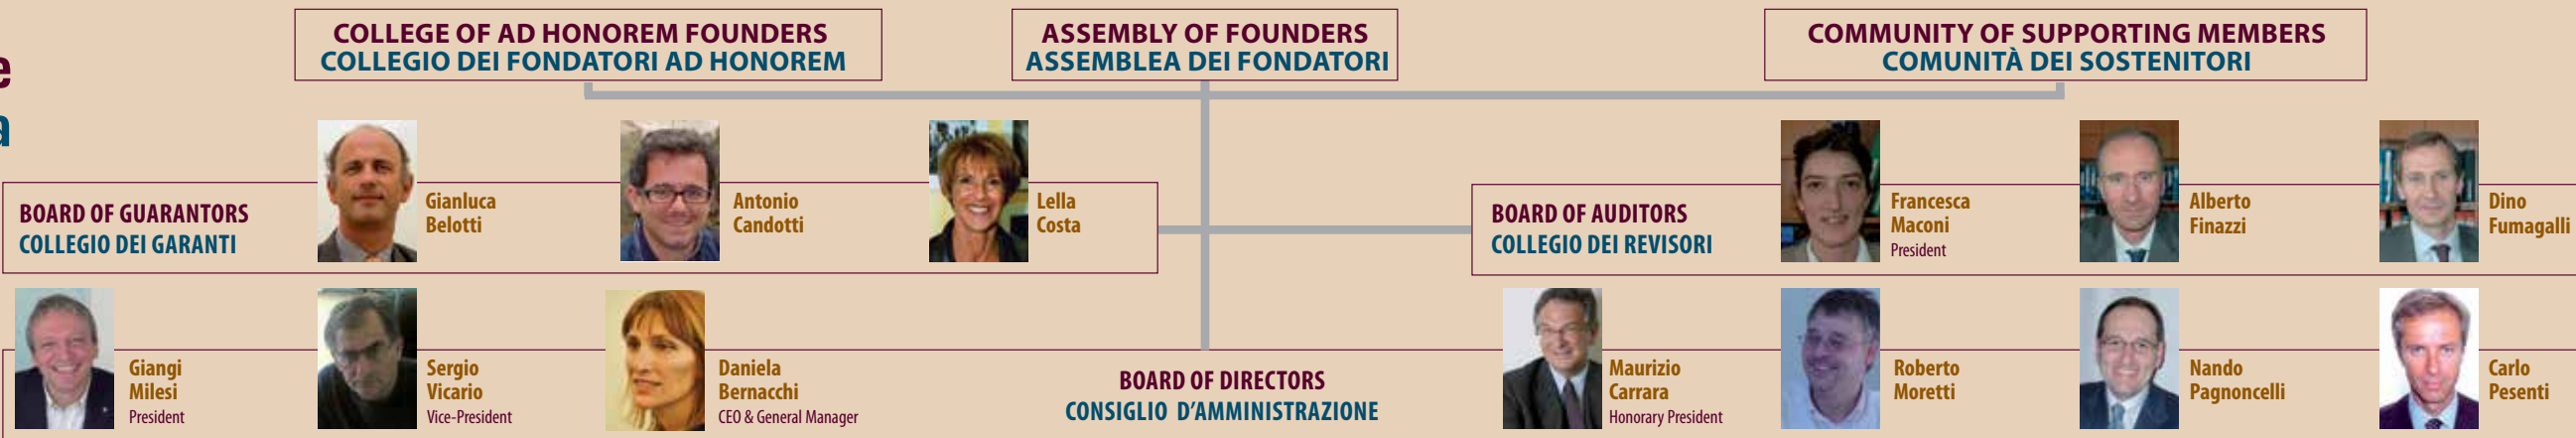 COLLEGE OF AD HONOREM FOUNDERS
COLLEGIO DEI FONDATORI AD HONOREM
ASSEMBLY OF FOUNDERS
ASSEMBLEA DEI FONDATORI
COMMUNITY OF SUPPORTING MEMBERS
COMUNITÀ DEI SOSTENITORI
e
a
BOARD OF GUARANTORS
COLLEGIO DEI GARANTI
Gianluca
Belotti
Antonio
Candotti
Lella
Costa
BOARD OF AUDITORS
COLLEGIO DEI REVISORI
Francesca
Maconi
President
Alberto
Finazzi
Dino
Fumagalli
Giangi
Milesi
President
Sergio
Vicario
Vice-President
Daniela
Bernacchi
CEO & General Manager
BOARD OF DIRECTORS
CONSIGLIO D'AMMINISTRAZIONE
Maurizio
Carrara
Honorary President
Roberto
Moretti
Nando
Pagnoncelli
Carlo
Pesenti